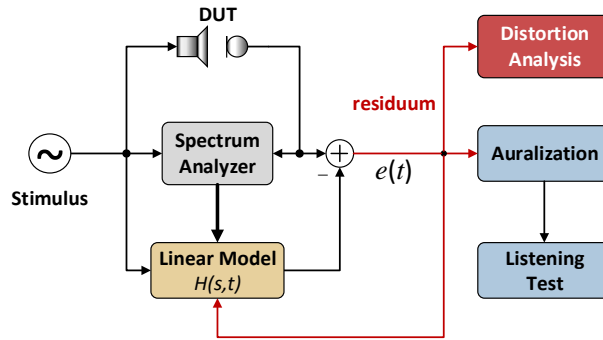 DUT
Distortion
Analysis
residuum
Spectrum
Analyzer
+
−
e(t)
Auralization
Stimulus
Linear Model
H(s,t)
Listening
Test